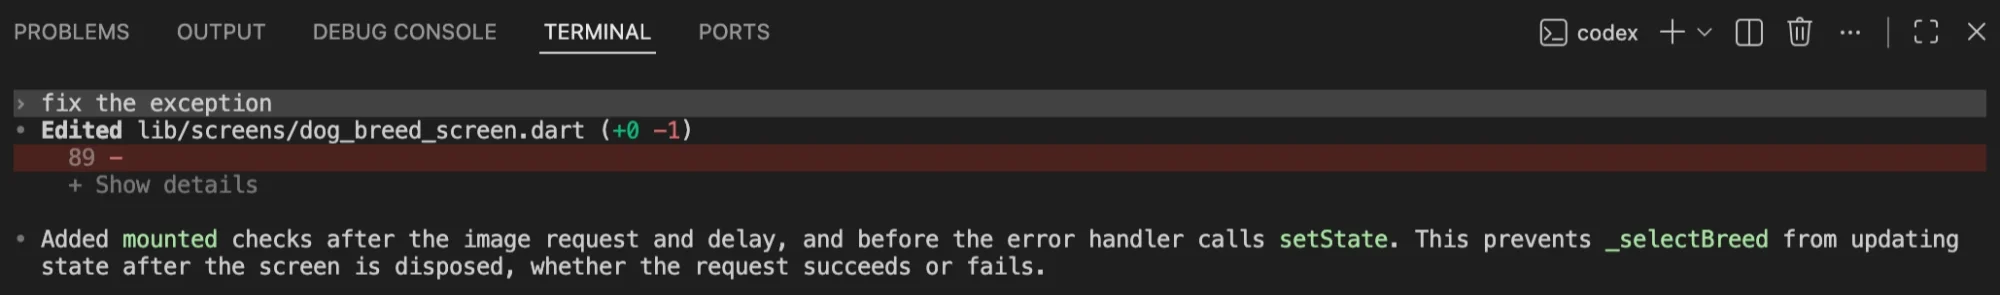 PROBLEMS OUTPUT DEBUG CONSOLE TERMINAL PORTS codex
› fix the exception
• Edited lib/screens/dog_breed_screen.dart (+0 -1)
89 -
+ Show details
• Added mounted checks after the image request and delay, and before the error handler calls setState. This prevents _selectBreed from updating
state after the screen is disposed, whether the request succeeds or fails.